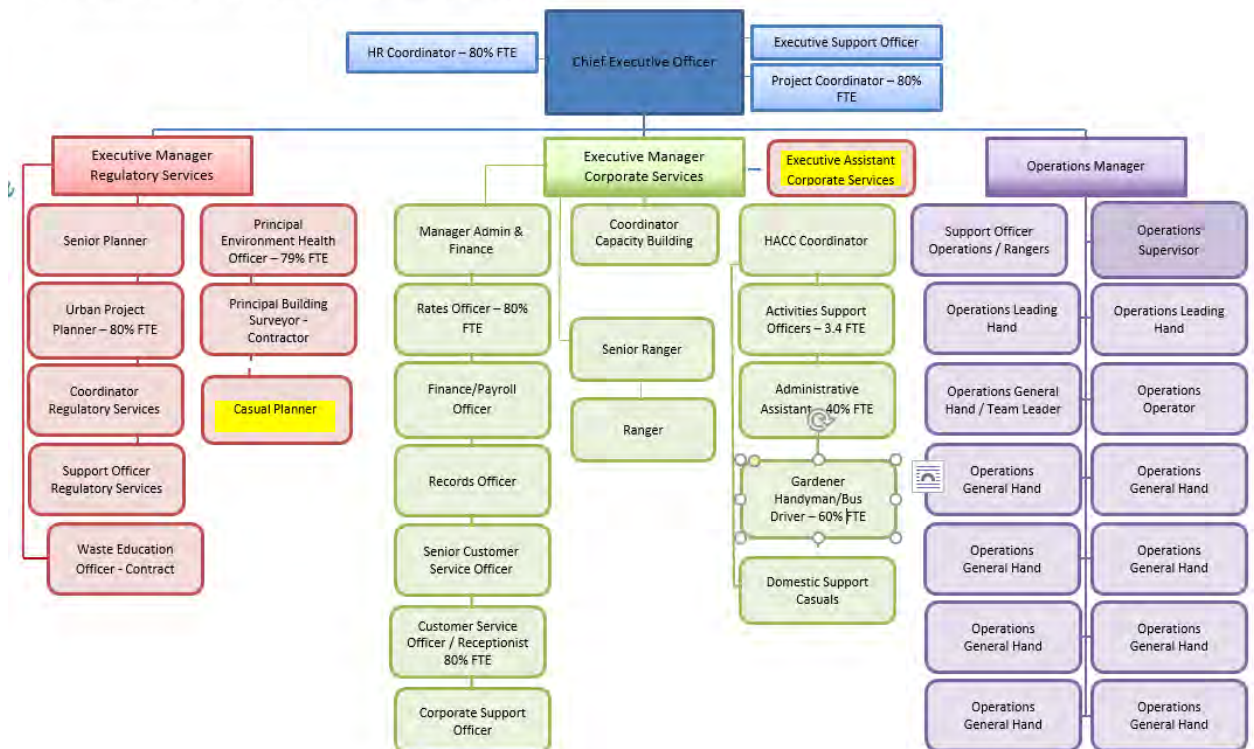 HR Coordinator – 80% FTE
Chief Executive Officer
Executive Support Officer
Project Coordinator – 80%
FTE
Executive Manager
Regulatory Services
Executive Manager
Corporate Services
Executive Assistant
Corporate Services
Operations Manager
Senior Planner
Urban Project
Planner – 80% FTE
Coordinator
Regulatory Services
Support Officer
Regulatory Services
Waste Education
Officer - Contract
Principal
Environment Health
Officer – 79% FTE
Principal Building
Surveyor -
Contractor
Casual Planner
Manager Admin &
Finance
Rates Officer – 80%
FTE
Finance/Payroll
Officer
Records Officer
Senior Customer
Service Officer
Customer Service
Officer / Receptionist
80% FTE
Corporate Support
Officer
Coordinator
Capacity Building
Senior Ranger
Ranger
HACC Coordinator
Activities Support
Officers – 3.4 FTE
Administrative
Assistant – 40% FTE
Gardener
Handyman/Bus
Driver – 60% FTE
Domestic Support
Casuals
Support Officer
Operations / Rangers
Operations Leading
Hand
Operations General
Hand / Team Leader
Operations
General Hand
Operations
General Hand
Operations
General Hand
Operations
General Hand
Operations
Supervisor
Operations Leading
Hand
Operations
Operator
Operations
General Hand
Operations
General Hand
Operations
General Hand
Operations
General Hand